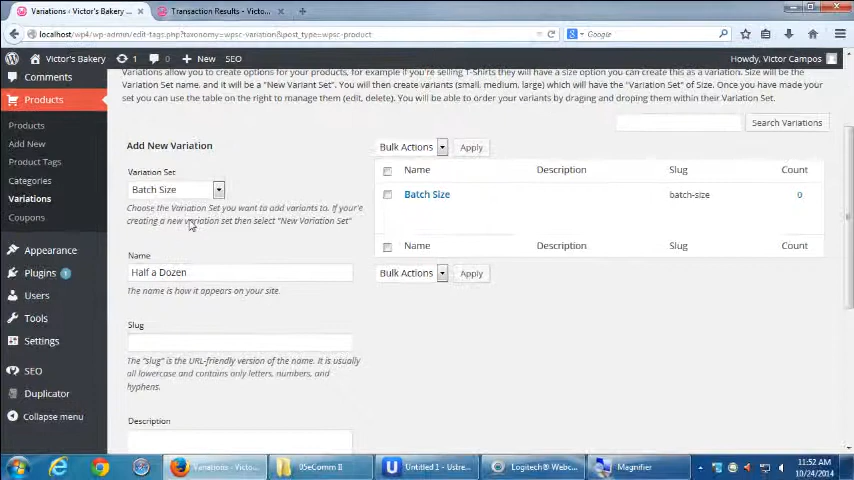 Variations ‹ Victor's Bakery ...
Transaction Results - Victo...
localhost/wp4/wp-admin/edit-tags.php?taxonomy=wpsc-variation&post_type=wpsc-product
Google
Victor's Bakery
1
0
New
SEO
Howdy, Victor Campos
Comments
Products
Products
Add New
Product Tags
Categories
Variations
Coupons
Appearance
Plugins 1
Users
Tools
Settings
SEO
Duplicator
Collapse menu
Variations allow you to create options for your products, for example if you're selling T-Shirts they will have a size option you can create this as a variation. Size will be the
Variation Set name, and it will be a "New Variant Set". You will then create variants (small, medium, large) which will have the "Variation Set" of Size. Once you have made your
set you can use the table on the right to manage them (edit, delete). You will be able to order your variants by draging and droping them within their Variation Set.
Search Variations
Add New Variation
Variation Set
Batch Size
Choose the Variation Set you want to add variants to. If your'e
creating a new variation set then select "New Variation Set"
Name
Half a Dozen
The name is how it appears on your site.
Slug
The "slug" is the URL-friendly version of the name. It is usually
all lowercase and contains only letters, numbers, and
hyphens.
Description
Bulk Actions
Apply
Name Description Slug Count
Batch Size batch-size 0
Name Description Slug Count
Bulk Actions
Apply
Variations ‹ Victo...
95eComm II
Untitled 1 - Ustre...
Logitech® Webc...
Magnifier
11:52 AM
10/24/2014